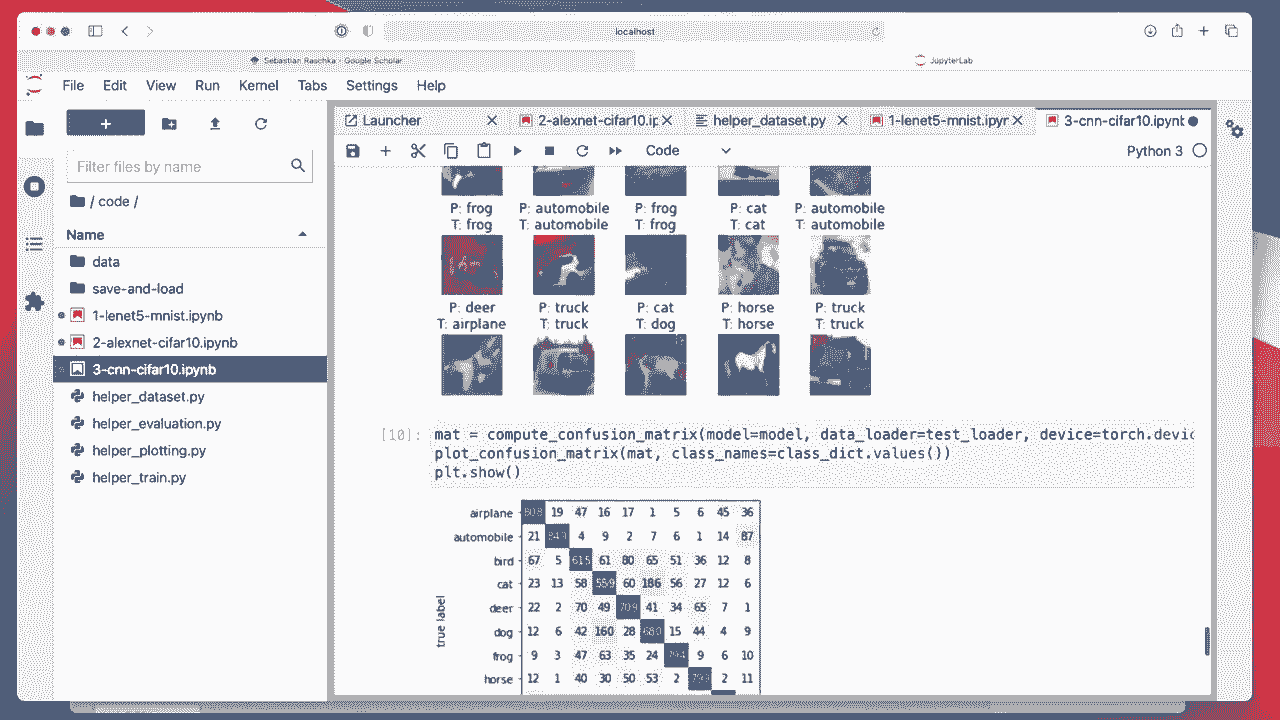 localhost
Sebastian Raschka - Google Scholar
JupyterLab
File Edit View Run Kernel Tabs Settings Help
Launcher
2-alexnet-cifar10.ip
helper_dataset.py
1-lenet5-mnist.ipyr
3-cnn-cifar10.ipynt
Code
Python 3
Filter files by name
/ code /
Name
data
save-and-load
1-lenet5-mnist.ipynb
2-alexnet-cifar10.ipynb
3-cnn-cifar10.ipynb
helper_dataset.py
helper_evaluation.py
helper_plotting.py
helper_train.py
P: frog P: automobile P: frog P: cat P: automobile
T: frog T: automobile T: frog T: cat T: automobile
P: deer P: truck P: cat P: horse P: truck
T: airplane T: truck T: dog T: horse T: truck
[10]: mat = compute_confusion_matrix(model=model, data_loader=test_loader, device=torch.devic
plot_confusion_matrix(mat, class_names=class_dict.values())
plt.show()
true label
airplane 808 19 47 16 17 1 5 6 45 36
automobile 21 849 4 9 2 7 6 1 14 87
bird 67 5 615 61 80 65 51 36 12 8
cat 23 13 58 559 60 186 56 27 12 6
deer 22 2 70 49 709 41 34 65 7 1
dog 12 6 42 160 28 680 15 44 4 9
frog 9 3 47 63 35 24 794 9 6 10
horse 12 1 40 30 50 53 2 799 2 11